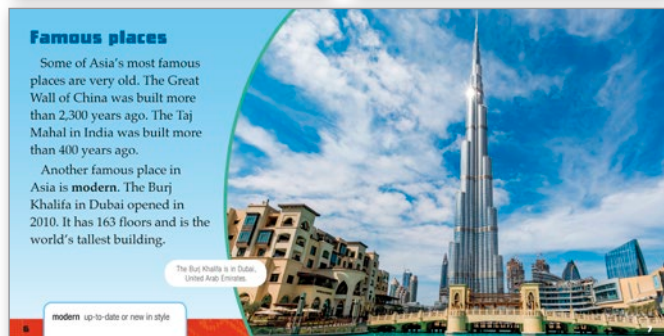 Famous places
Some of Asia's most famous
places are very old. The Great
Wall of China was built more
than 2,300 years ago. The Taj
Mahal in India was built more
than 400 years ago.
Another famous place in
Asia is modern. The Burj
Khalifa in Dubai opened in
2010. It has 163 floors and is the
world's tallest building.
The Burj Khalifa is in Dubai,
United Arab Emirates.
modern up-to-date or new in style
6